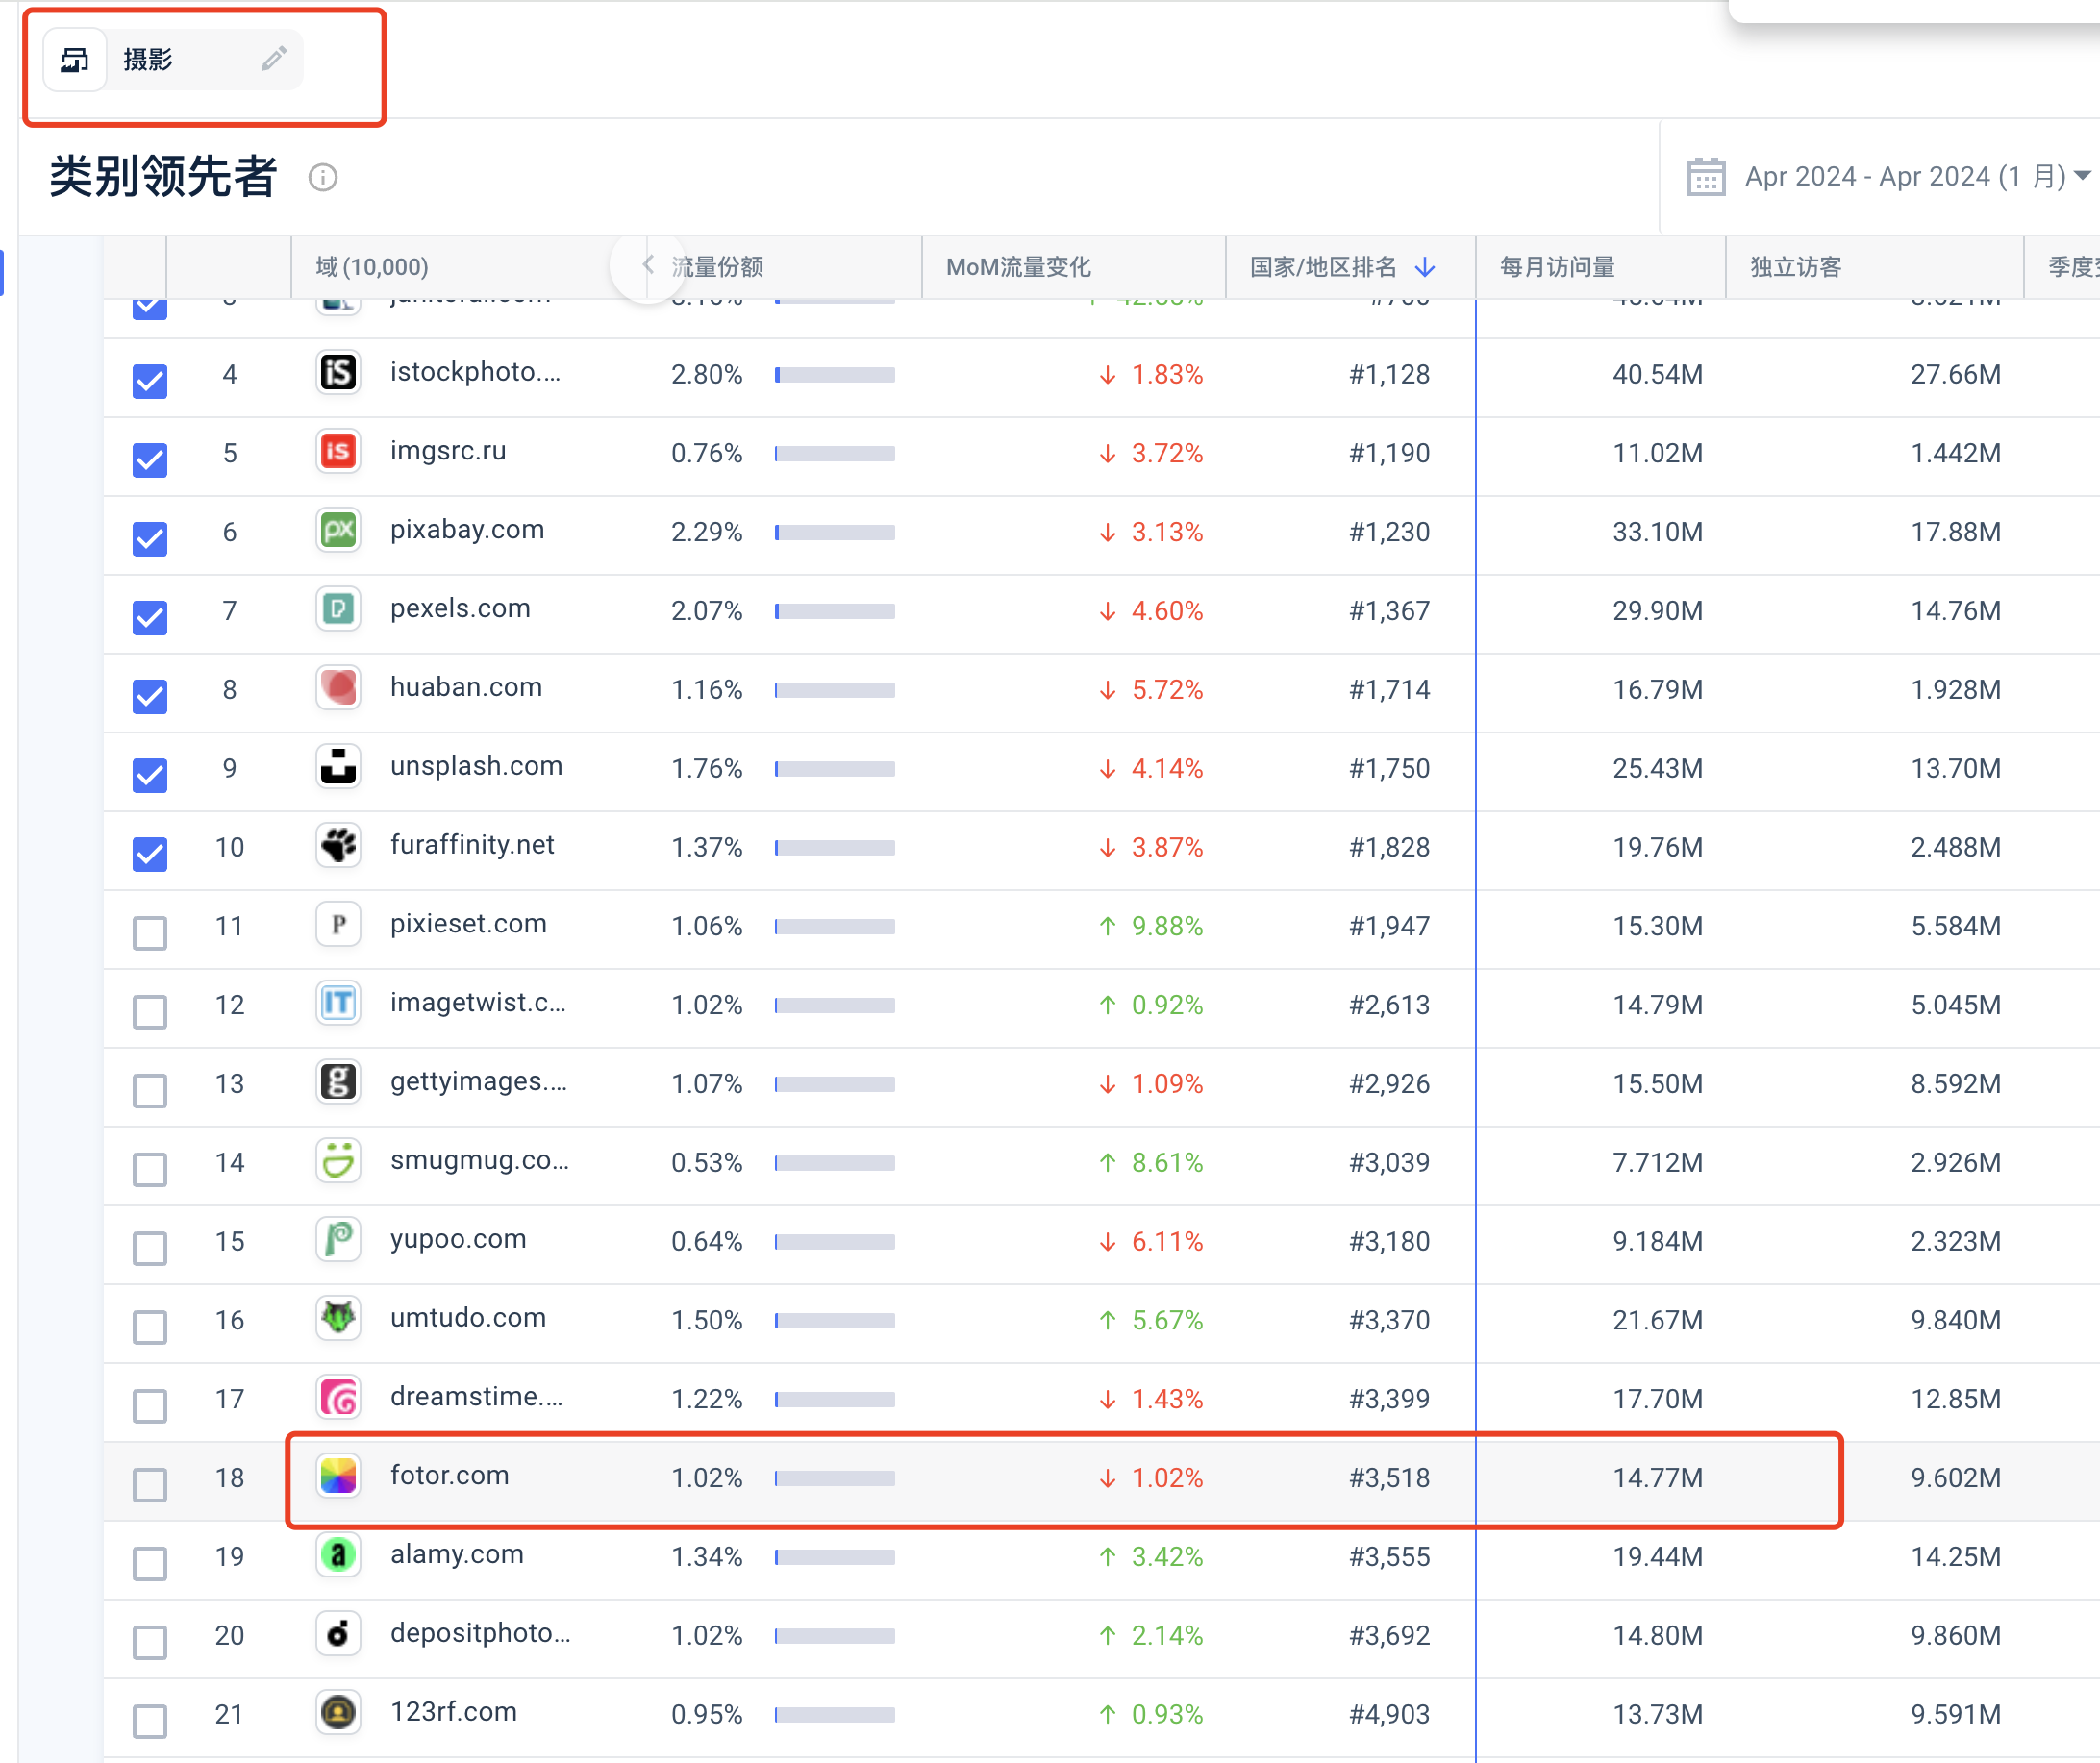 摄影
类别领先者
Apr 2024 - Apr 2024 (1 月)
域 (10,000) 流量份额 MoM流量变化 国家/地区排名 每月访问量 独立访客
4 istockphoto.... 2.80% 1.83% #1,128 40.54M 27.66M
5 imgsrc.ru 0.76% 3.72% #1,190 11.02M 1.442M
6 pixabay.com 2.29% 3.13% #1,230 33.10M 17.88M
7 pexels.com 2.07% 4.60% #1,367 29.90M 14.76M
8 huaban.com 1.16% 5.72% #1,714 16.79M 1.928M
9 unsplash.com 1.76% 4.14% #1,750 25.43M 13.70M
10 furaffinity.net 1.37% 3.87% #1,828 19.76M 2.488M
11 pixieset.com 1.06% 9.88% #1,947 15.30M 5.584M
12 imagetwist.c... 1.02% 0.92% #2,613 14.79M 5.045M
13 gettyimages.... 1.07% 1.09% #2,926 15.50M 8.592M
14 smugmug.co... 0.53% 8.61% #3,039 7.712M 2.926M
15 yupoo.com 0.64% 6.11% #3,180 9.184M 2.323M
16 umtudo.com 1.50% 5.67% #3,370 21.67M 9.840M
17 dreamstime.... 1.22% 1.43% #3,399 17.70M 12.85M
18 fotor.com 1.02% 1.02% #3,518 14.77M 9.602M
19 alamy.com 1.34% 3.42% #3,555 19.44M 14.25M
20 depositphoto... 1.02% 2.14% #3,692 14.80M 9.860M
21 123rf.com 0.95% 0.93% #4,903 13.73M 9.591M